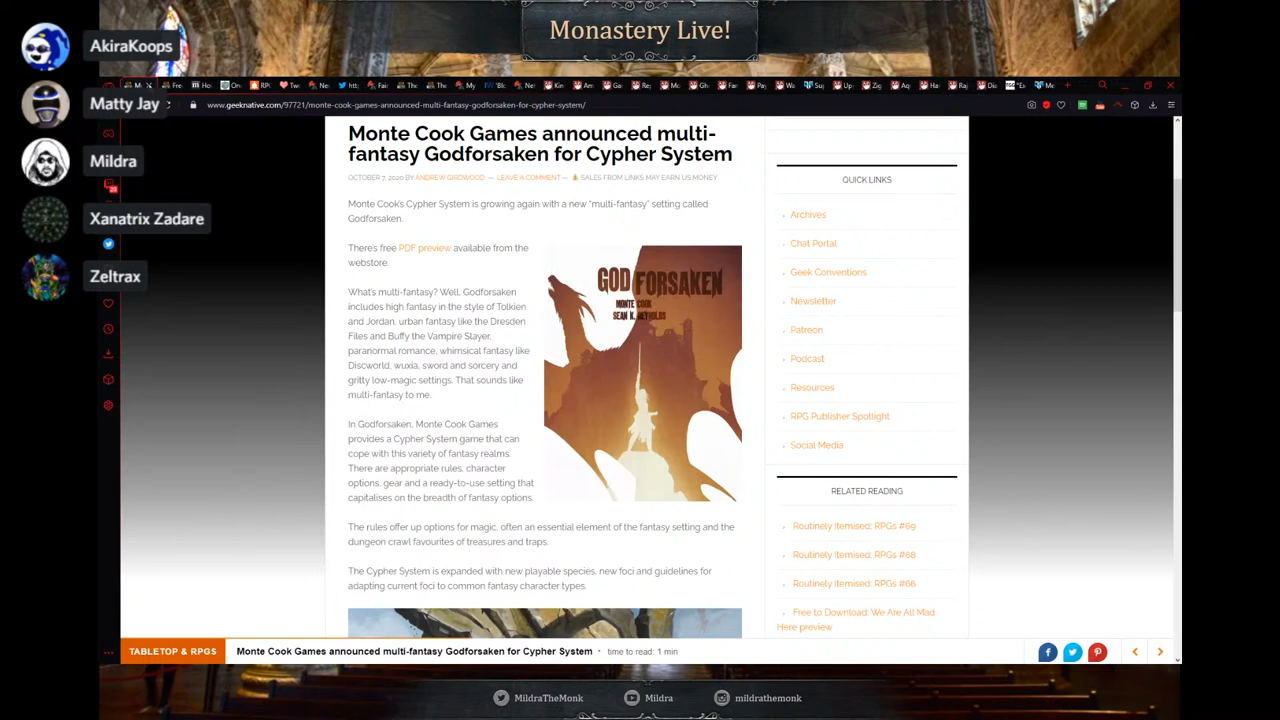 Monastery Live!
AkiraKoops
Matty Jay
Mildra
Xanatrix Zadare
Zeltrax
www.geeknative.com/97721/monte-cook-games-announced-multi-fantasy-godforsaken-for-cypher-system/
Monte Cook Games announced multi-
fantasy Godforsaken for Cypher System
OCTOBER 7, 2020 BY ANDREW GIRDWOOD — LEAVE A COMMENT — SALES FROM LINKS MAY EARN US MONEY
Monte Cook's Cypher System is growing again with a new "multi-fantasy" setting called
Godforsaken.
There's free PDF preview available from the
webstore.
What's multi-fantasy? Well, Godforsaken
includes high fantasy in the style of Tolkien
and Jordan, urban fantasy like the Dresden
Files and Buffy the Vampire Slayer,
paranormal romance, whimsical fantasy like
Discworld, wuxia, sword and sorcery and
gritty low-magic settings. That sounds like
multi-fantasy to me.
In Godforsaken, Monte Cook Games
provides a Cypher System game that can
cope with this variety of fantasy realms.
There are appropriate rules, character
options, gear and a ready-to-use setting that
capitalises on the breadth of fantasy options.
GOD FORSAKEN
MONTE COOK
SEAN K. REYNOLDS
The rules offer up options for magic, often an essential element of the fantasy setting and the
dungeon crawl favourites of treasures and traps.
The Cypher System is expanded with new playable species, new foci and guidelines for
adapting current foci to common fantasy character types.
QUICK LINKS
Archives
Chat Portal
Geek Conventions
Newsletter
Patreon
Podcast
Resources
RPG Publisher Spotlight
Social Media
RELATED READING
Routinely Itemised: RPGs #69
Routinely Itemised: RPGs #68
Routinely Itemised: RPGs #66
Free to Download: We Are All Mad
Here preview
TABLETOP & RPGS Monte Cook Games announced multi-fantasy Godforsaken for Cypher System • time to read: 1 min
MildraTheMonk Mildra mildrathemonk